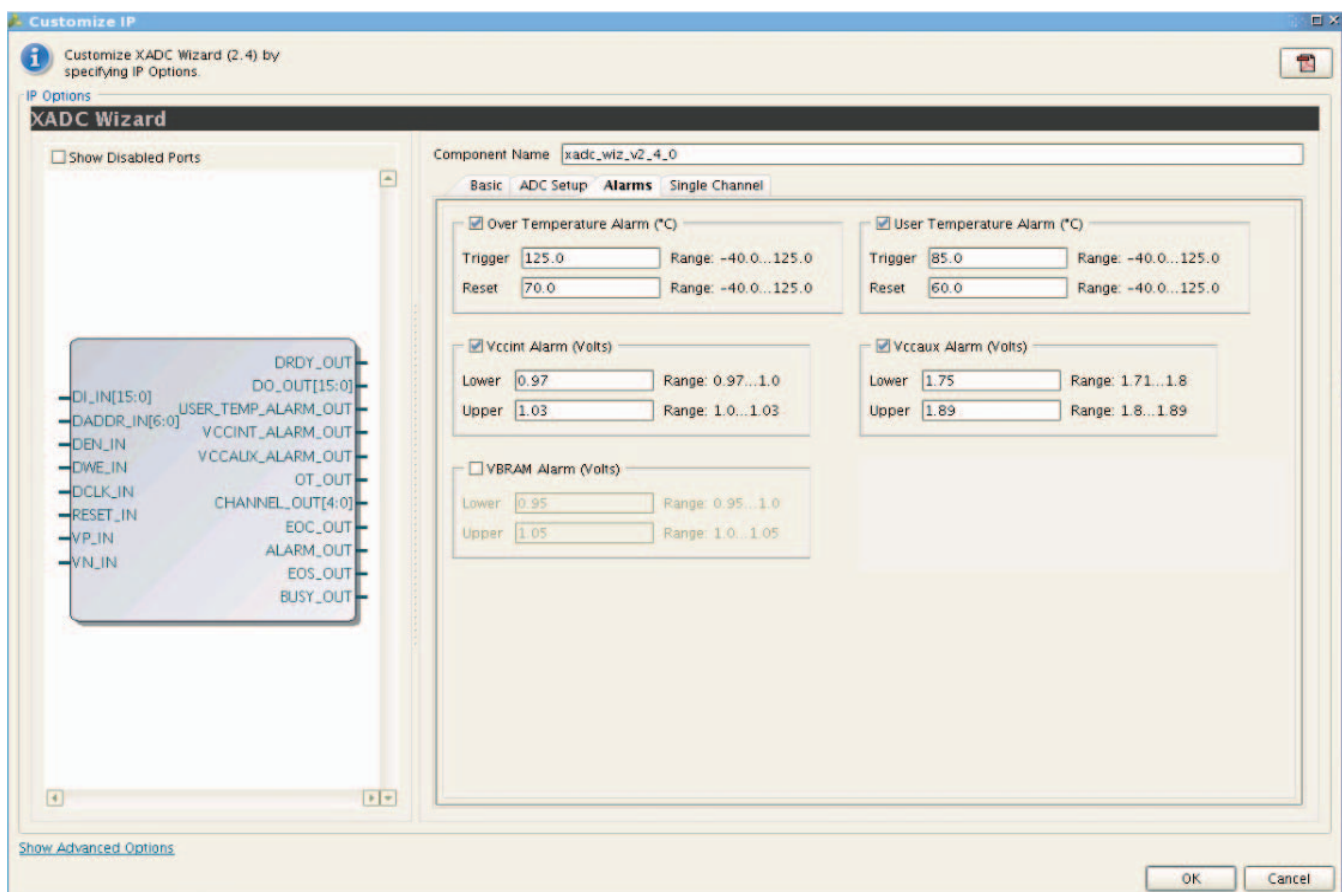 Customize IP
Customize XADC Wizard (2.4) by
specifying IP Options.
IP Options
XADC Wizard
Show Disabled Ports
DI_IN[15:0]
DADDR_IN[6:0]
DEN_IN
DWE_IN
DCLK_IN
RESET_IN
VP_IN
VN_IN
DRDY_OUT
DO_OUT[15:0]
USER_TEMP_ALARM_OUT
VCCINT_ALARM_OUT
VCCAUX_ALARM_OUT
OT_OUT
CHANNEL_OUT[4:0]
EOC_OUT
ALARM_OUT
EOS_OUT
BUSY_OUT
Component Name xadc_wiz_v2_4_0
Basic ADC Setup Alarms Single Channel
Over Temperature Alarm (°C)
Trigger 125.0 Range: -40.0...125.0
Reset 70.0 Range: -40.0...125.0
User Temperature Alarm (°C)
Trigger 85.0 Range: -40.0...125.0
Reset 60.0 Range: -40.0...125.0
Vccint Alarm (Volts)
Lower 0.97 Range: 0.97...1.0
Upper 1.03 Range: 1.0...1.03
Vccaux Alarm (Volts)
Lower 1.75 Range: 1.71...1.8
Upper 1.89 Range: 1.8...1.89
VBRAM Alarm (Volts)
Lower 0.95 Range: 0.95...1.0
Upper 1.05 Range: 1.0...1.05
Show Advanced Options
OK Cancel